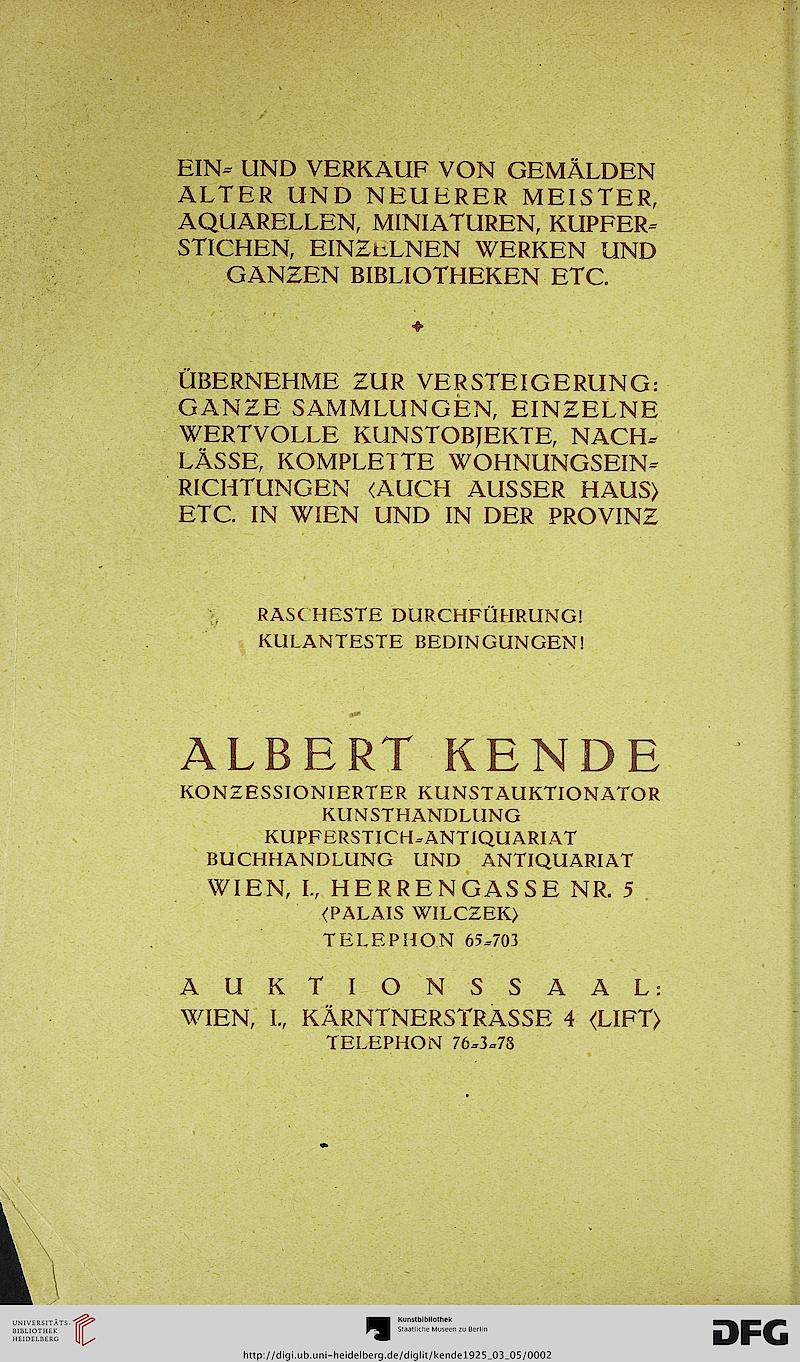 EIN- UND VERKAUF VON GEMÄLDEN
ALTER UND NEUERER MEISTER,
AQUARELLEN, MINIATUREN, KUPFER-
STICHEN, EINZELNEN WERKEN UND
GANZEN BIBLIOTHEKEN ETC.
ÜBERNEHME ZUR VERSTEIGERUNG:
GANZE SAMMLUNGEN, EINZELNE
WERTVOLLE KUNSTOBJEKTE, NACH-
LÄSSE, KOMPLETTE WOHNUNGSEIN-
RICHTUNGEN (AUCH AUSSER HAUS)
ETC. IN WIEN UND IN DER PROVINZ
RASCHESTE DURCHFÜHRUNG!
KULANTESTE BEDINGUNGEN!
ALBERT KENDE
KONZESSIONIERTER KUNSTAUKTIONATOR
KUNSTHANDLUNG
KUPFERSTICH-ANTIQUARIAT
BUCHHANDLUNG UND ANTIQUARIAT
WIEN, I., HERRENGASSE NR. 5
(PALAIS WILCZEK)
TELEPHON 65-703
AUKTIONSSAAL:
WIEN, I., KÄRNTNERSTRASSE 4 (LIFT)
TELEPHON 76-3-78
UNIVERSITÄTS-
BIBLIOTHEK
HEIDELBERG
Kunstbibliothek
Staatliche Museen zu Berlin
DFG
http://digi.ub.uni-heidelberg.de/diglit/kende1925_03_05/0002